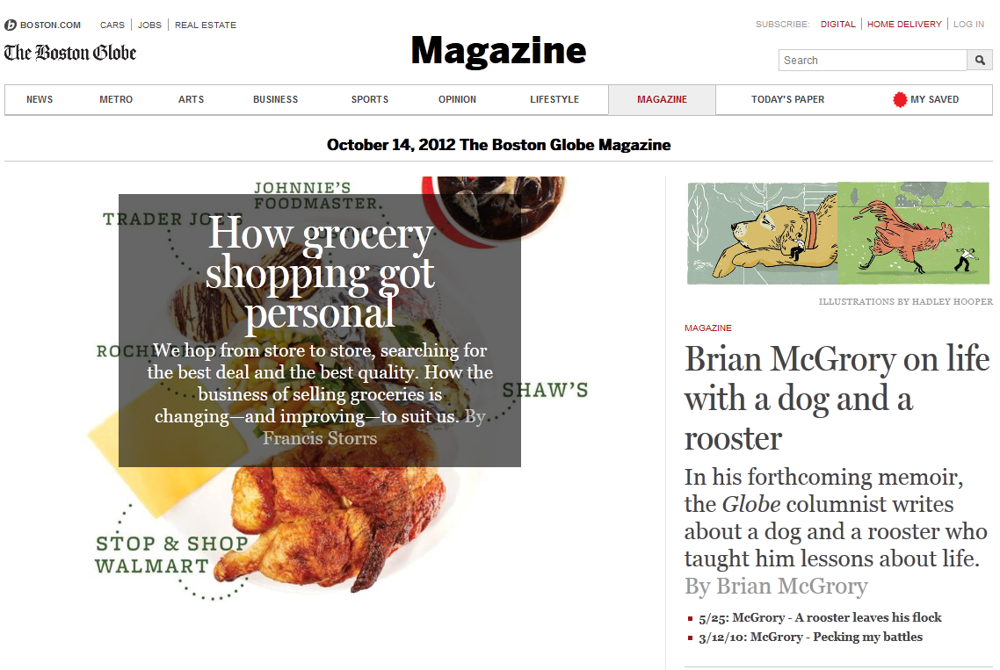 BOSTON.COM CARS JOBS REAL ESTATE
SUBSCRIBE: DIGITAL HOME DELIVERY LOG IN
The Boston Globe
Magazine
Search
NEWS METRO ARTS BUSINESS SPORTS OPINION LIFESTYLE MAGAZINE TODAY'S PAPER MY SAVED
October 14, 2012 The Boston Globe Magazine
JOHNNIE'S
FOODMASTER
TRADER JOE'S
How grocery
shopping got
personal
We hop from store to store, searching for
the best deal and the best quality. How the
business of selling groceries is
changing—and improving—to suit us. By
Francis Storrs
SHAW'S
STOP & SHOP
WALMART
ILLUSTRATIONS BY HADLEY HOOPER
MAGAZINE
Brian McGrory on life
with a dog and a
rooster
In his forthcoming memoir,
the Globe columnist writes
about a dog and a rooster who
taught him lessons about life.
By Brian McGrory
5/25: McGrory - A rooster leaves his flock
3/12/10: McGrory - Pecking my battles